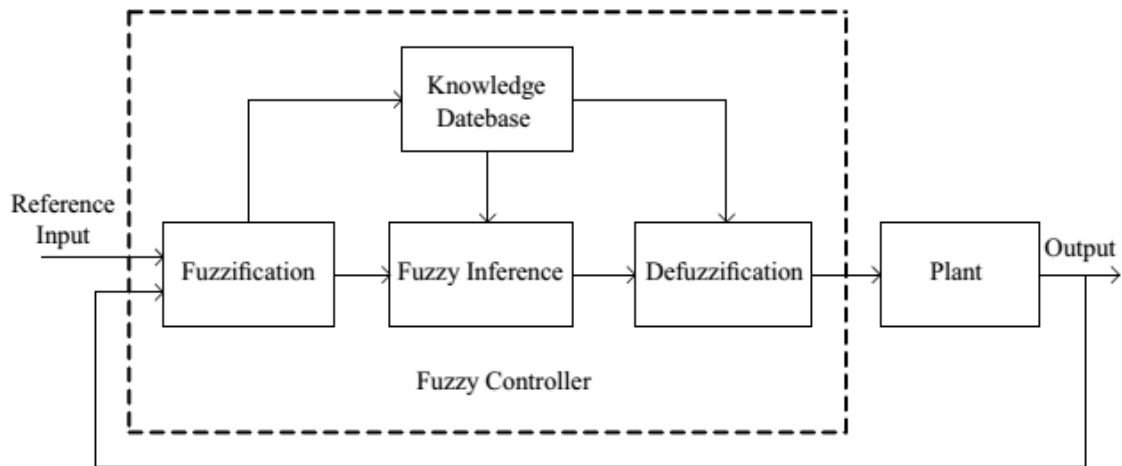 Knowledge
Datebase
Reference
Input
Fuzzification
Fuzzy Inference
Defuzzification
Plant
Output
Fuzzy Controller